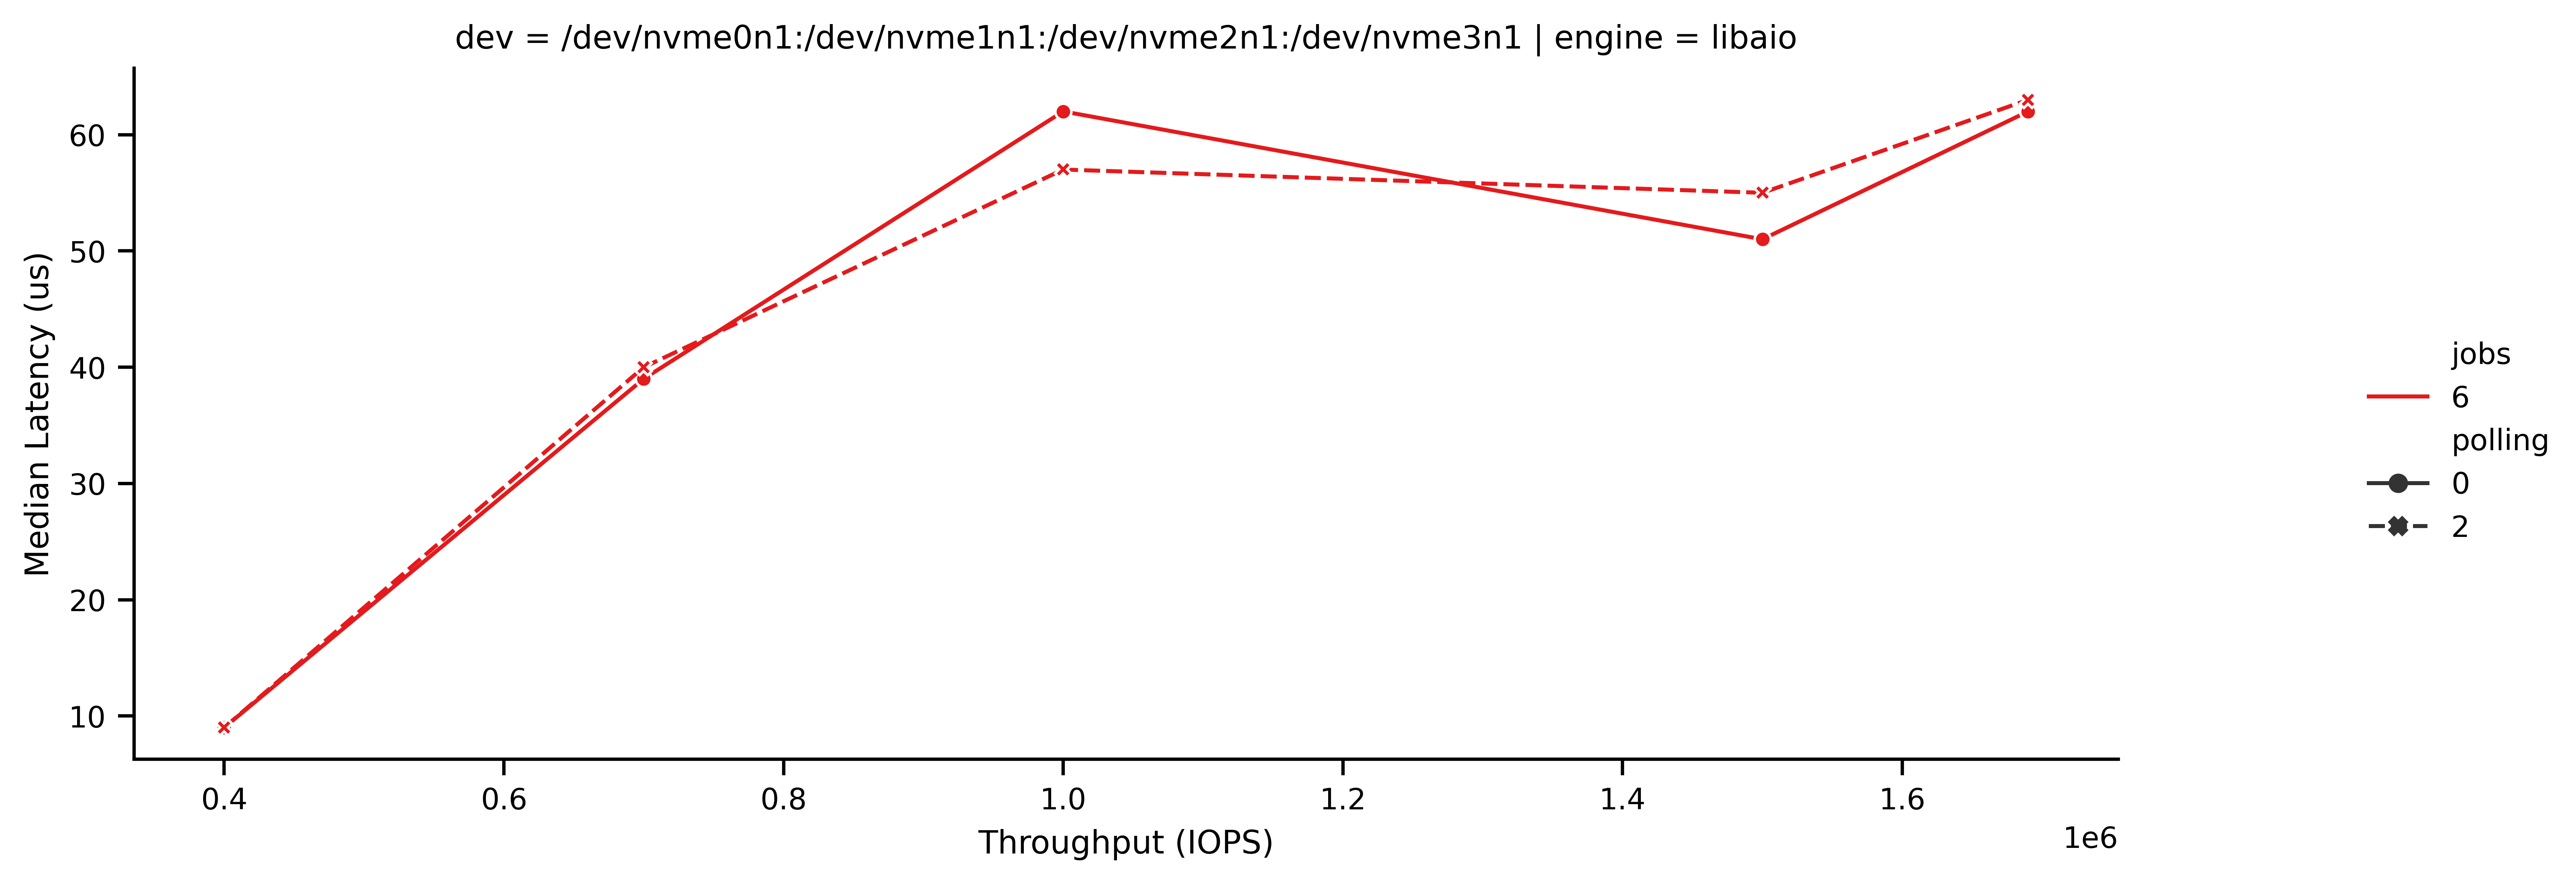 dev = /dev/nvme0n1:/dev/nvme1n1:/dev/nvme2n1:/dev/nvme3n1 | engine = libaio
Median Latency (us)
60
50
40
30
20
10
0.4 0.6 0.8 1.0 1.2 1.4 1.6
1e6
Throughput (IOPS)
jobs
6
polling
0
2